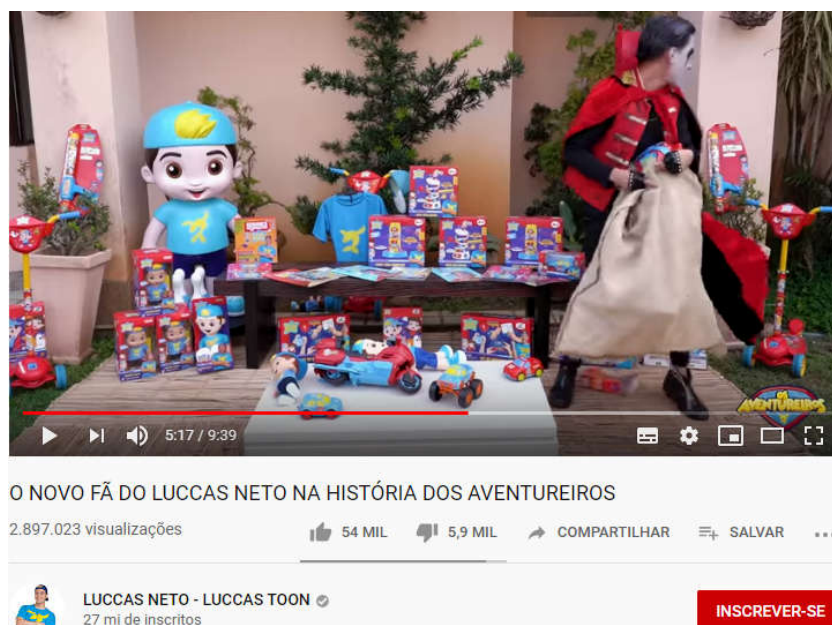 OS
AVENTUREIROS
5:17 / 9:39
O NOVO FÃ DO LUCCAS NETO NA HISTÓRIA DOS AVENTUREIROS
2.897.023 visualizações 54 MIL 5,9 MIL COMPARTILHAR SALVAR
LUCCAS NETO - LUCCAS TOON
27 mi de inscritos
INSCREVER-SE